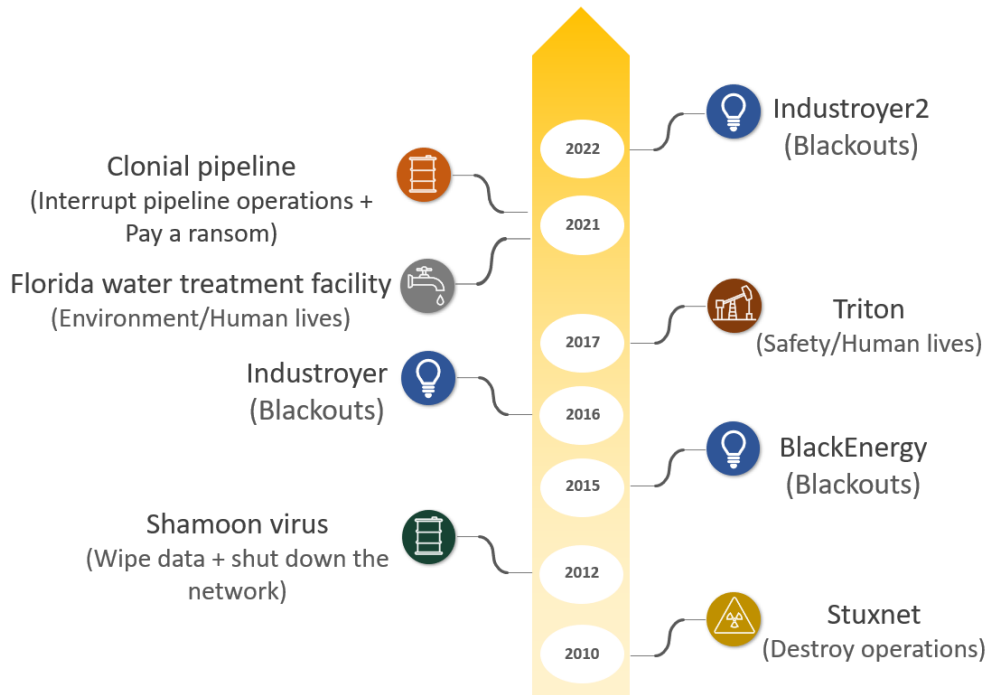 Industroyer2
(Blackouts)
2022
Clonial pipeline
(Interrupt pipeline operations +
Pay a ransom)
2021
Florida water treatment facility
(Environment/Human lives)
Triton
(Safety/Human lives)
2017
Industroyer
(Blackouts)
2016
BlackEnergy
(Blackouts)
2015
Shamoon virus
(Wipe data + shut down the
network)
2012
Stuxnet
(Destroy operations)
2010